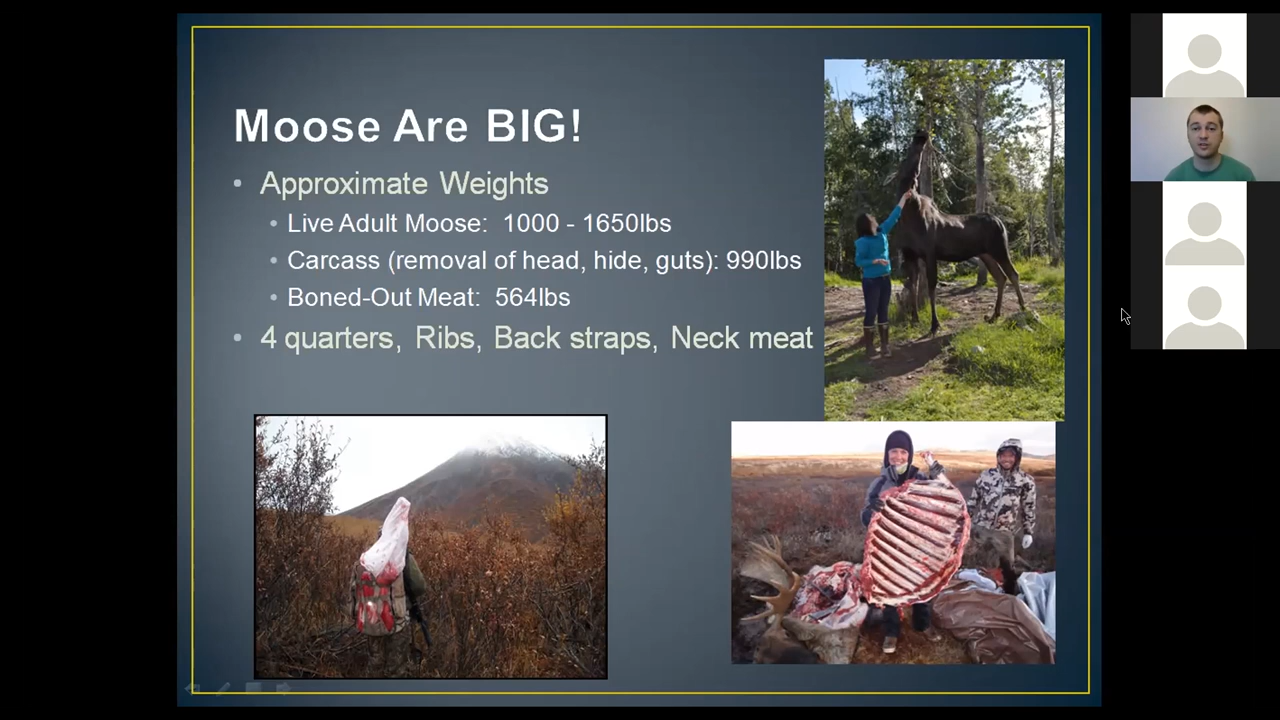 Moose Are BIG!
• Approximate Weights
• Live Adult Moose: 1000 - 1650lbs
• Carcass (removal of head, hide, guts): 990lbs
• Boned-Out Meat: 564lbs
• 4 quarters, Ribs, Back straps, Neck meat